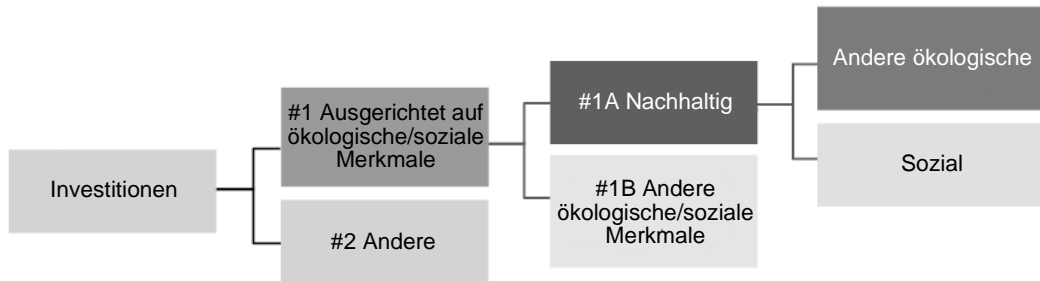 Investitionen
#1 Ausgerichtet auf
ökologische/soziale
Merkmale
#2 Andere
#1A Nachhaltig
#1B Andere
ökologische/soziale
Merkmale
Andere ökologische
Sozial